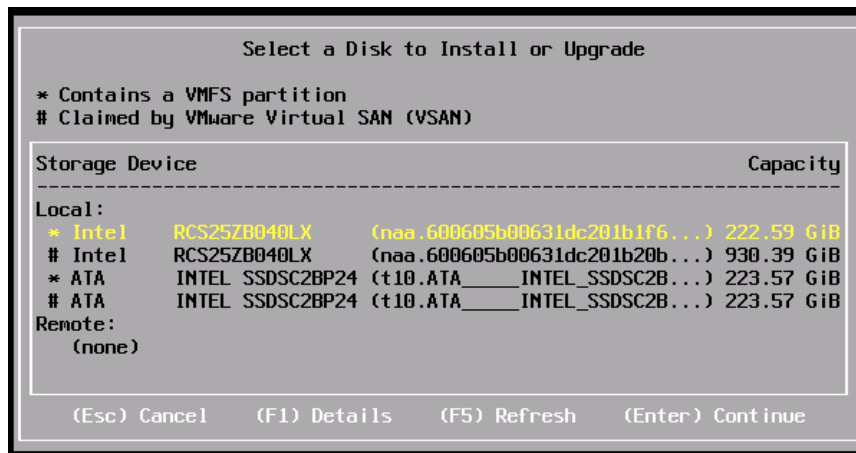 Select a Disk to Install or Upgrade
* Contains a VMFS partition
# Claimed by VMware Virtual SAN (VSAN)
Storage Device Capacity
--------------------------------------------------------------------------------
Local:
* Intel RCS25ZB040LX (naa.600605b00631dc201b1f6...) 222.59 GiB
# Intel RCS25ZB040LX (naa.600605b00631dc201b20b...) 930.39 GiB
* ATA INTEL SSDSC2BP24 (t10.ATA_____INTEL_SSDSC2B...) 223.57 GiB
# ATA INTEL SSDSC2BP24 (t10.ATA_____INTEL_SSDSC2B...) 223.57 GiB
Remote:
(none)
(Esc) Cancel (F1) Details (F5) Refresh (Enter) Continue